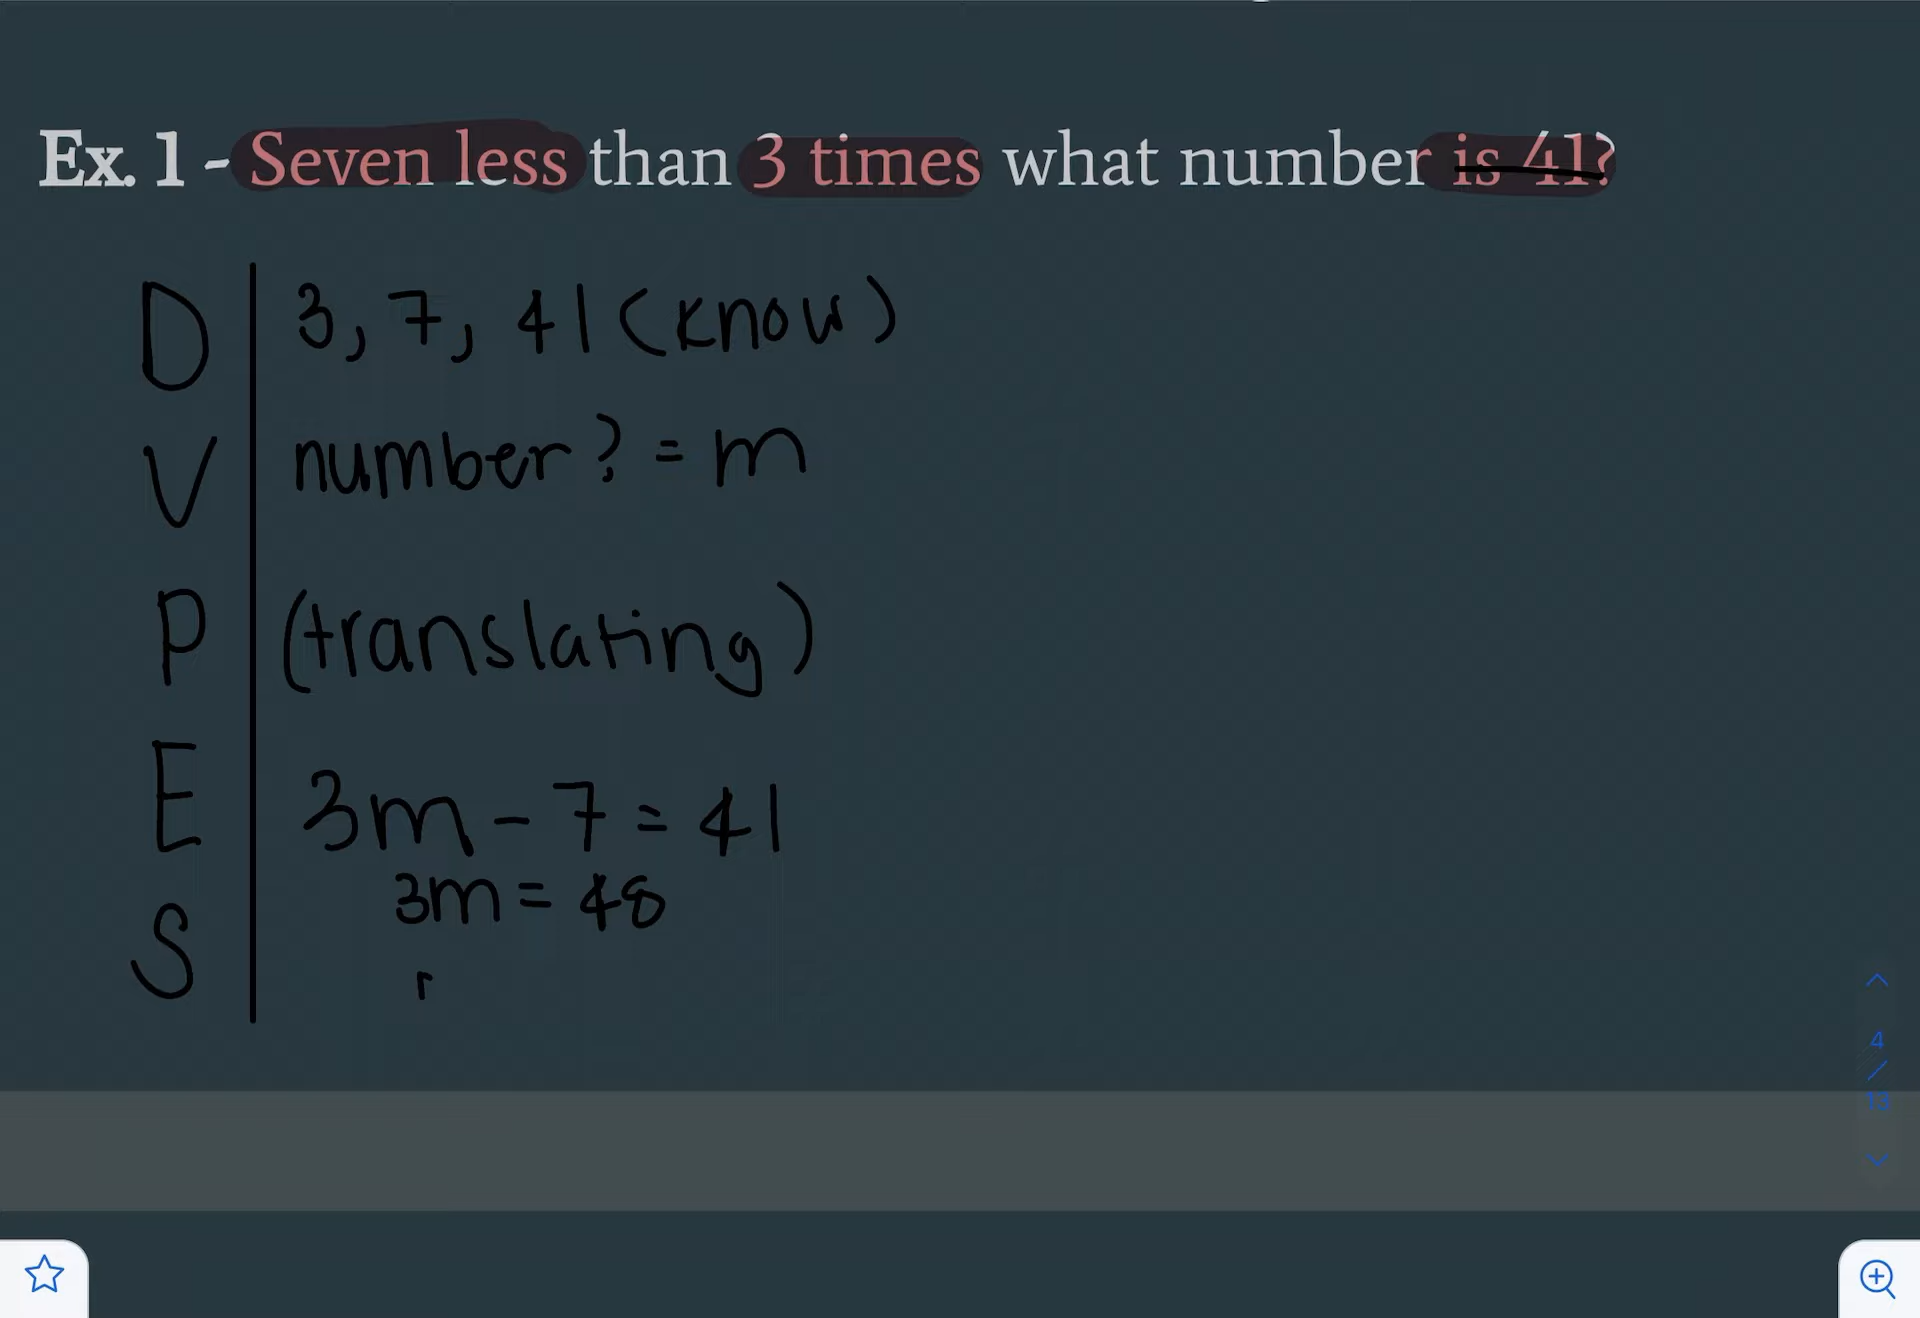 Ex. 1 - Seven less than 3 times what number is 41?
D 3, 7, 41 (know)
V number? = m
P (translating)
E 3m - 7 = 41
3m = 48
S
4
/
13